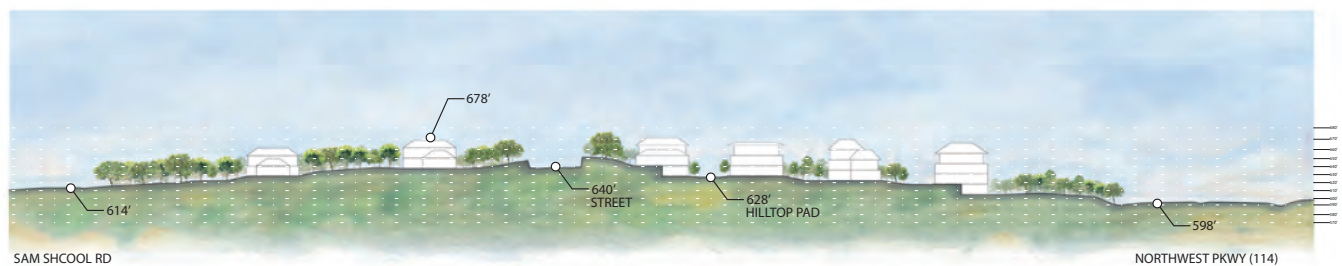 678'
614'
640'
STREET
628'
HILLTOP PAD
598'
SAM SHCOOL RD
NORTHWEST PKWY (114)